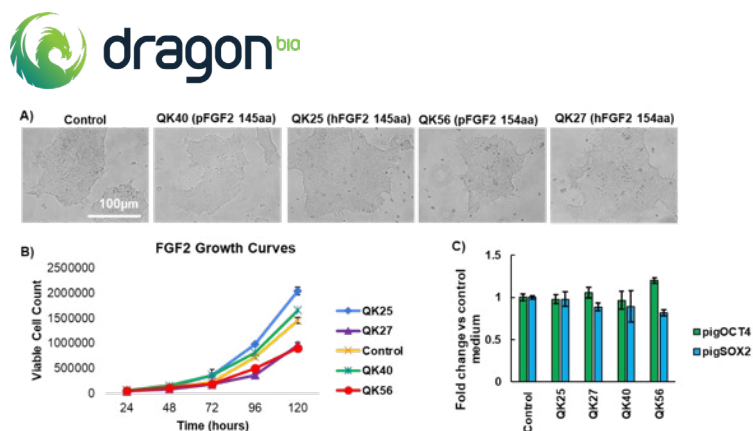 dragon bio
A)
Control
QK40 (pFGF2 145aa)
QK25 (hFGF2 145aa)
QK56 (pFGF2 154aa)
QK27 (hFGF2 154aa)
100µm
B)
FGF2 Growth Curves
Viable Cell Count
2500000
2000000
1500000
1000000
500000
0
24 48 72 96 120
Time (hours)
QK25
QK27
Control
QK40
QK56
C)
Fold change vs control
medium
1.5
1
0.5
0
Control
QK25
QK27
QK40
QK56
pigOCT4
pigSOX2